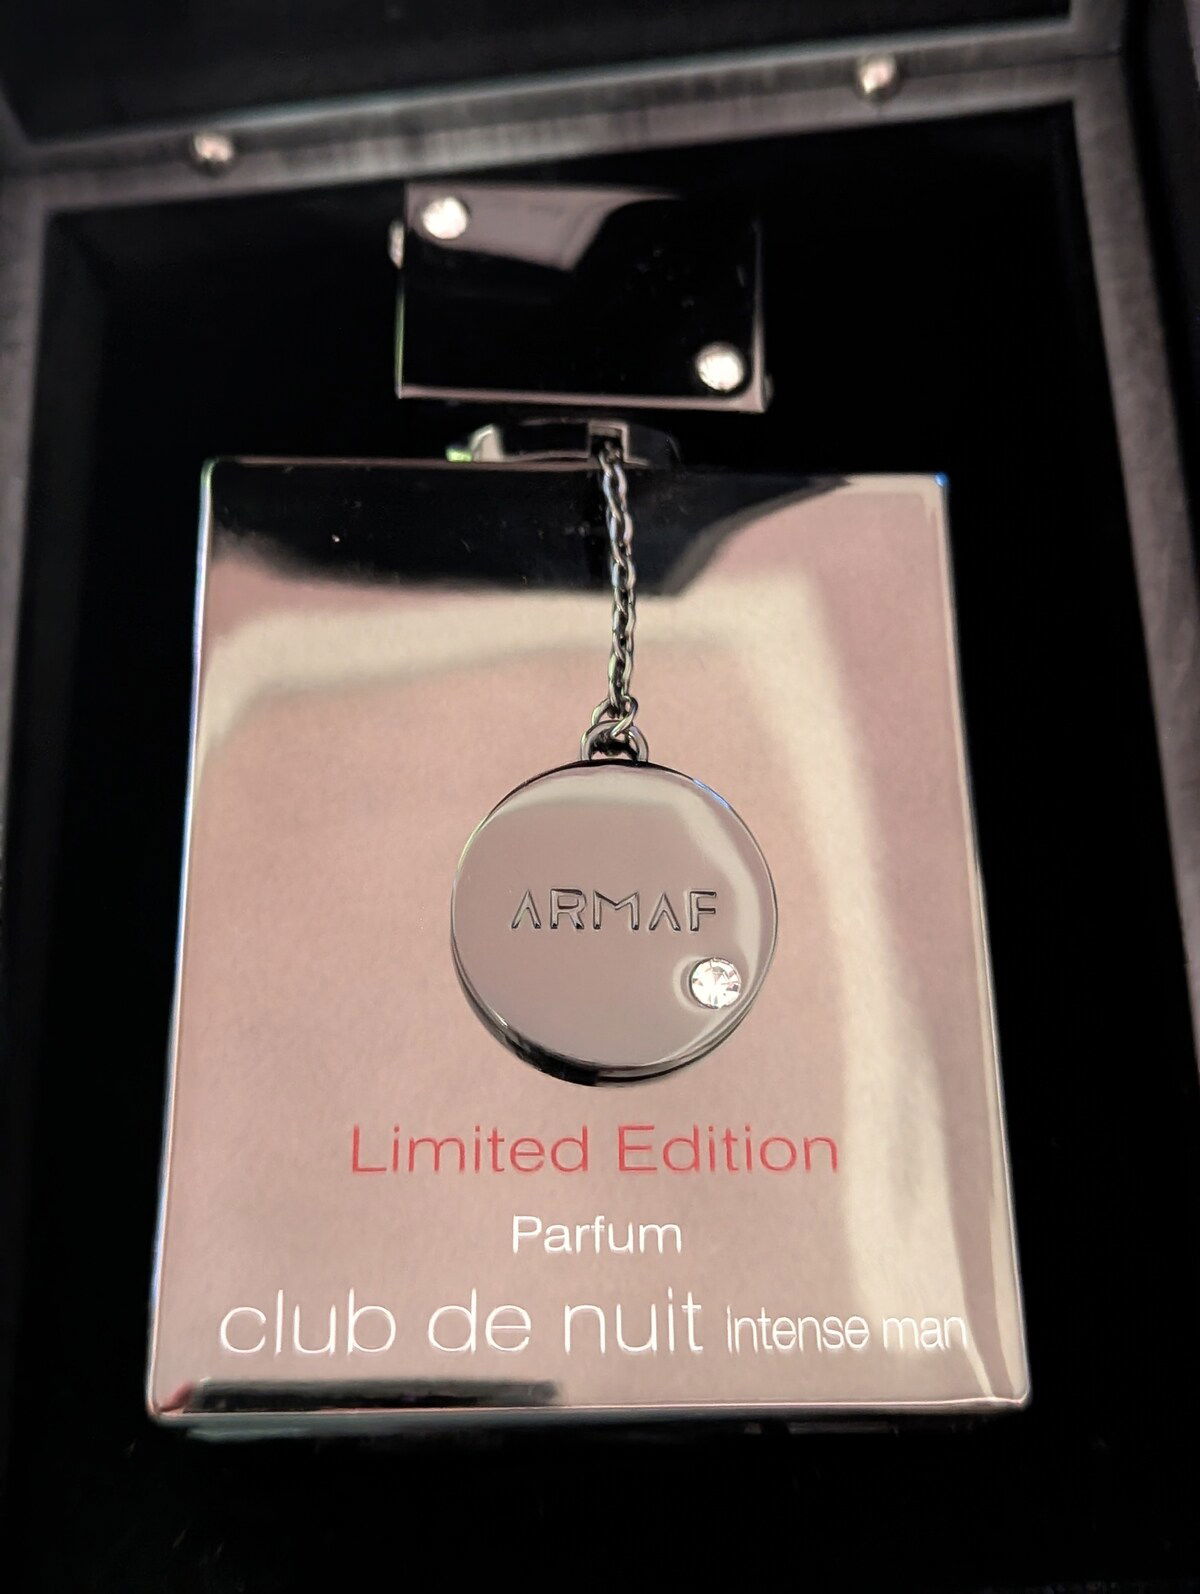 ARMAF
Limited Edition
Parfum
club de nuit intense man